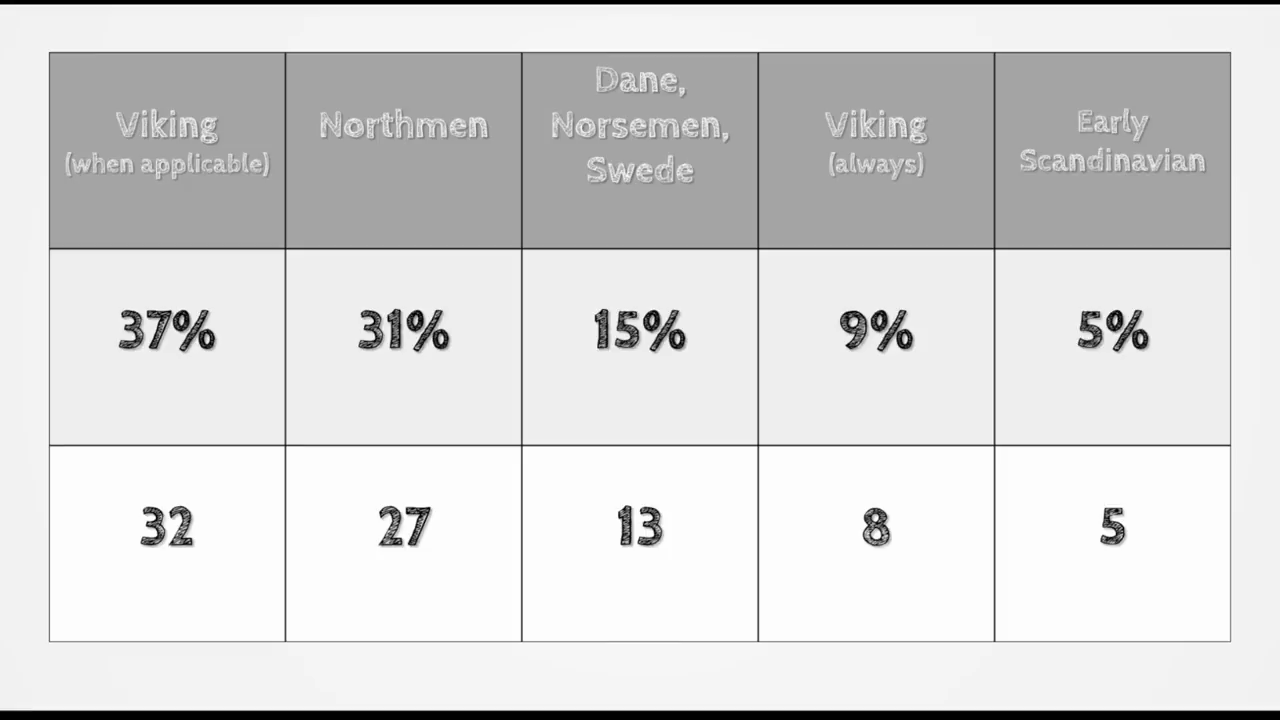 Viking
(when applicable)
Northmen
Dane,
Norsemen,
Swede
Viking
(always)
Early
Scandinavian
37%
31%
15%
9%
5%
32
27
13
8
5